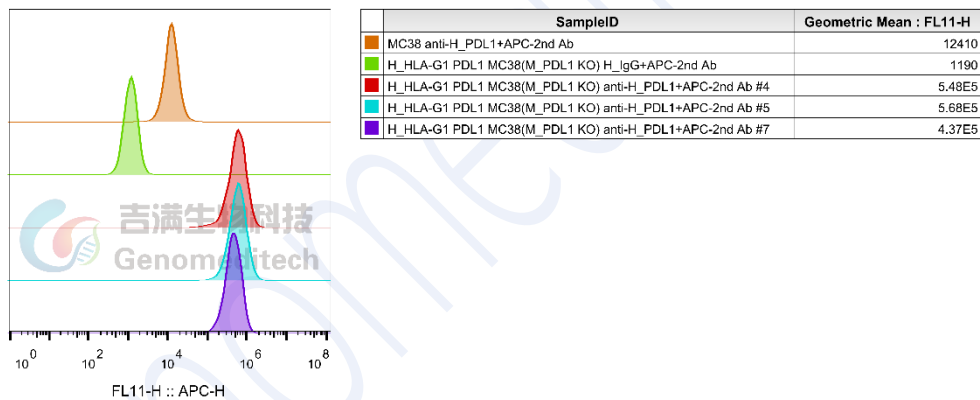 SampleID Geometric Mean : FL11-H
MC38 anti-H_PDL1+APC-2nd Ab 12410
H_HLA-G1 PDL1 MC38(M_PDL1 KO) H_IgG+APC-2nd Ab 1190
H_HLA-G1 PDL1 MC38(M_PDL1 KO) anti-H_PDL1+APC-2nd Ab #4 5.48E5
H_HLA-G1 PDL1 MC38(M_PDL1 KO) anti-H_PDL1+APC-2nd Ab #5 5.68E5
H_HLA-G1 PDL1 MC38(M_PDL1 KO) anti-H_PDL1+APC-2nd Ab #7 4.37E5
吉满生物科技
Genomeditech
10^0 10^2 10^4 10^6 10^8
FL11-H :: APC-H